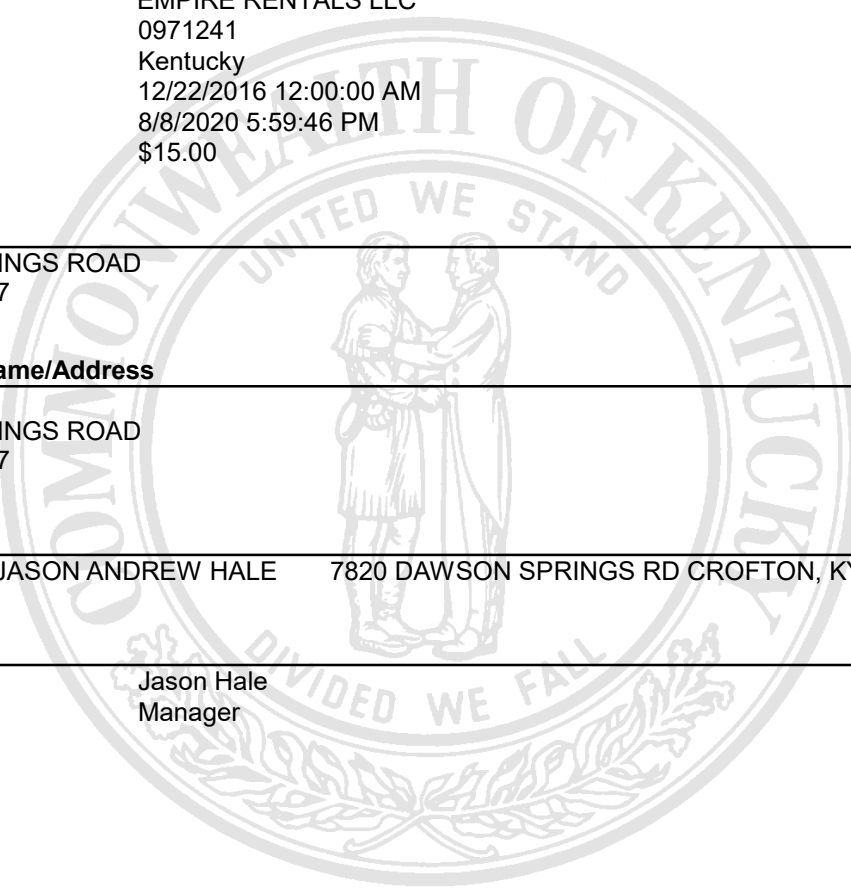 EMPIRE RENTALS LLC
0971241
Kentucky
12/22/2016 12:00:00 AM
8/8/2020 5:59:46 PM
$15.00
INGS ROAD
7
ame/Address
INGS ROAD
7
JASON ANDREW HALE 7820 DAWSON SPRINGS RD CROFTON, KY
Jason Hale
Manager
COMMONWEALTH OF KENTUCKY
UNITED WE STAND
DIVIDED WE FALL